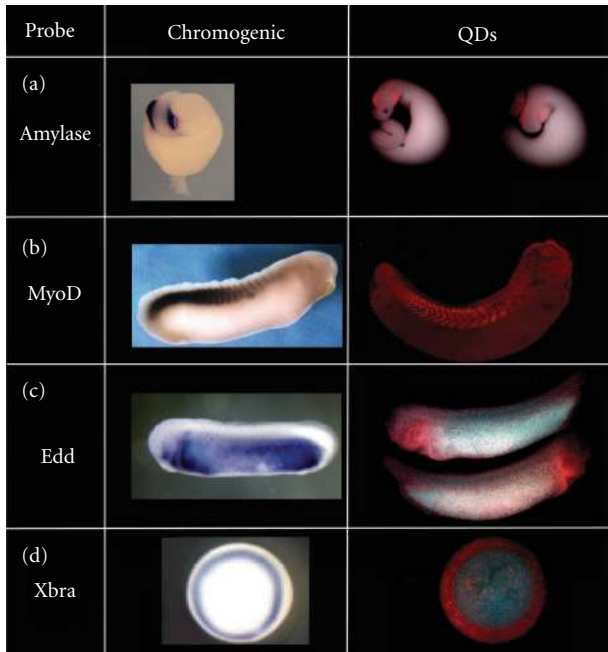 Probe Chromogenic QDs
(a)
Amylase
(b)
MyoD
(c)
Edd
(d)
Xbra